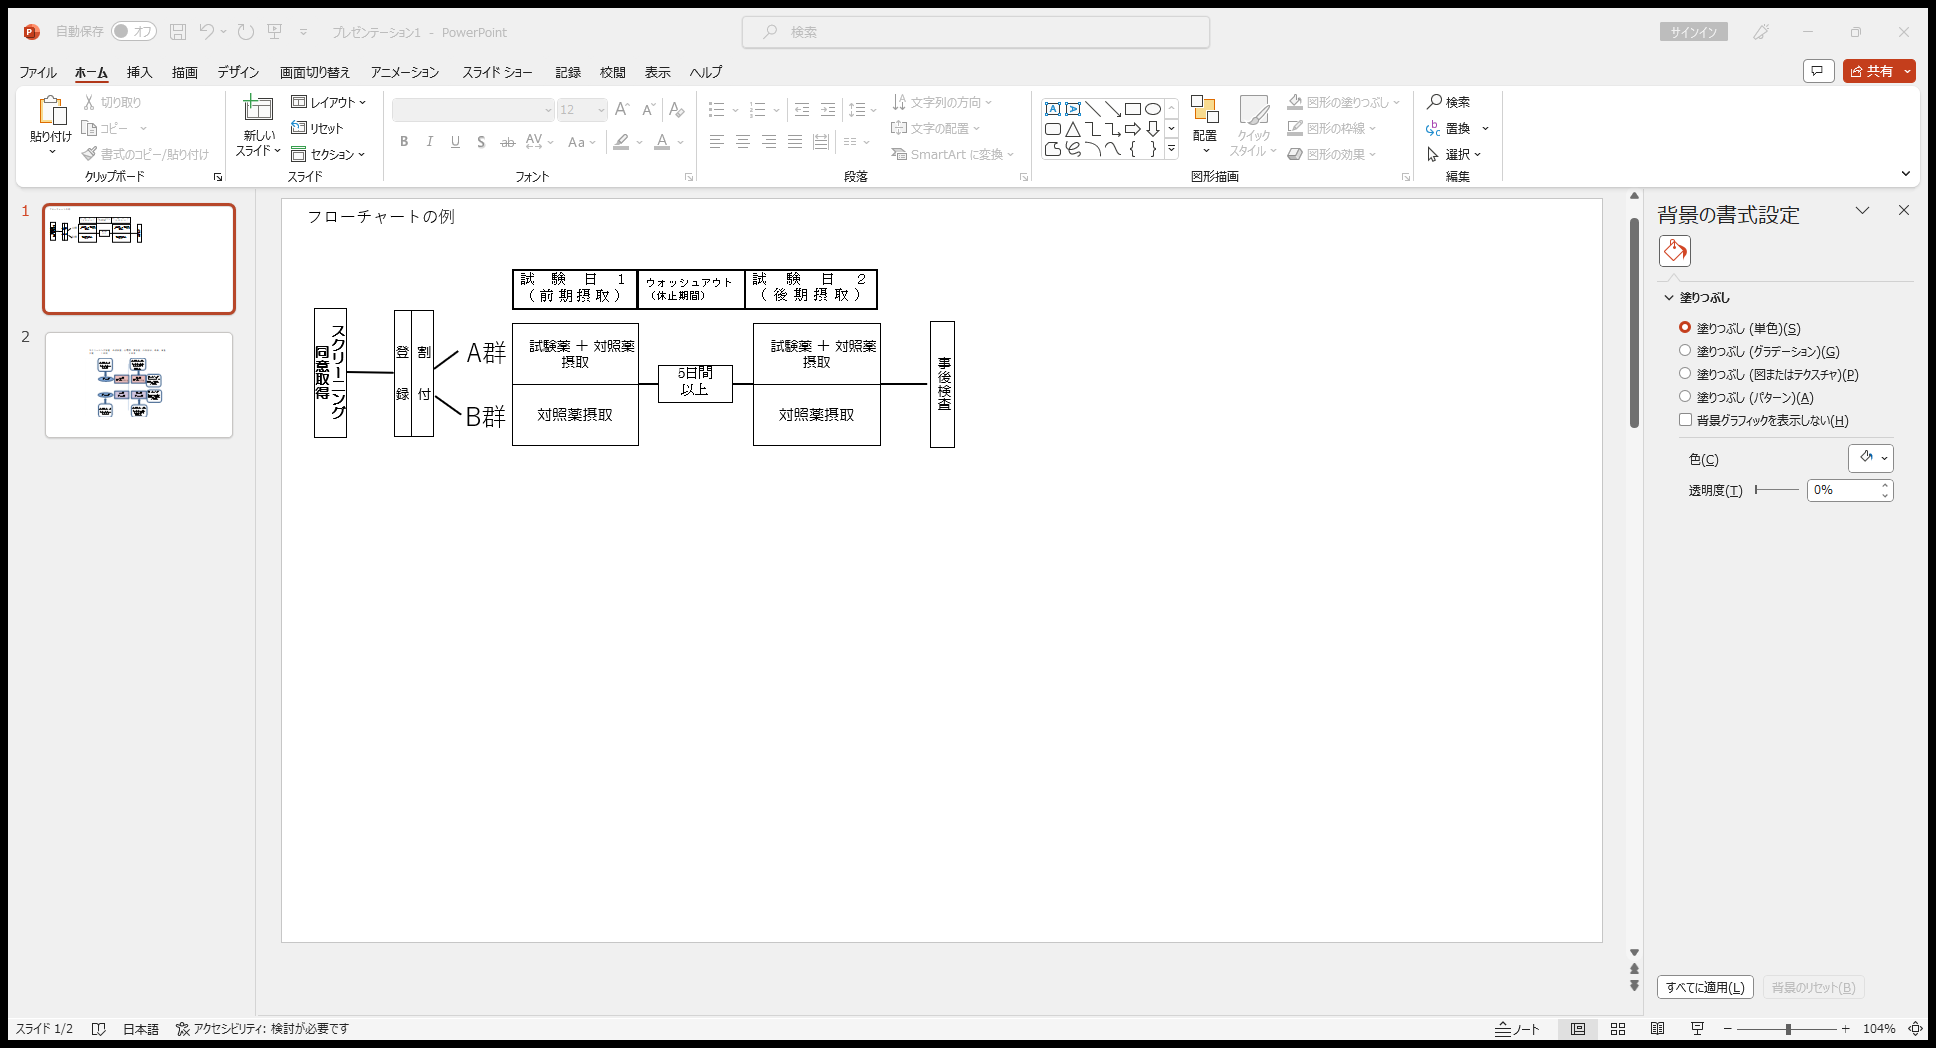 自動保存 オフ プレゼンテーション1 - PowerPoint 検索 サインイン
ファイル ホーム 挿入 描画 デザイン 画面切り替え アニメーション スライド ショー 記録 校閲 表示 ヘルプ 共有
貼り付け 切り取り コピー 書式のコピー/貼り付け
クリップボード
新しい スライド レイアウト リセット セクション
スライド
12
B I U S ab AV Aa A
フォント
文字列の方向 文字の配置 SmartArt に変換
段落
配置 クイック スタイル 図形の塗りつぶし 図形の枠線 図形の効果
図形描画
検索 置換 選択
編集
1
2
フローチャートの例
試 験 日 1
（前期摂取）
ウォッシュアウト
（休止期間）
試 験 日 2
（後期摂取）
スクリーニング
同意取得
登 録
割 付
A群
B群
試験薬 ＋ 対照薬
摂取
対照薬摂取
5日間
以上
試験薬 ＋ 対照薬
摂取
対照薬摂取
事後検査
背景の書式設定
塗りつぶし
塗りつぶし (単色)(S)
塗りつぶし (グラデーション)(G)
塗りつぶし (図またはテクスチャ)(P)
塗りつぶし (パターン)(A)
背景グラフィックを表示しない(H)
色(C)
透明度(T) 0%
すべてに適用(L) 背景のリセット(B)
スライド 1/2 日本語 アクセシビリティ: 検討が必要です ノート 104%